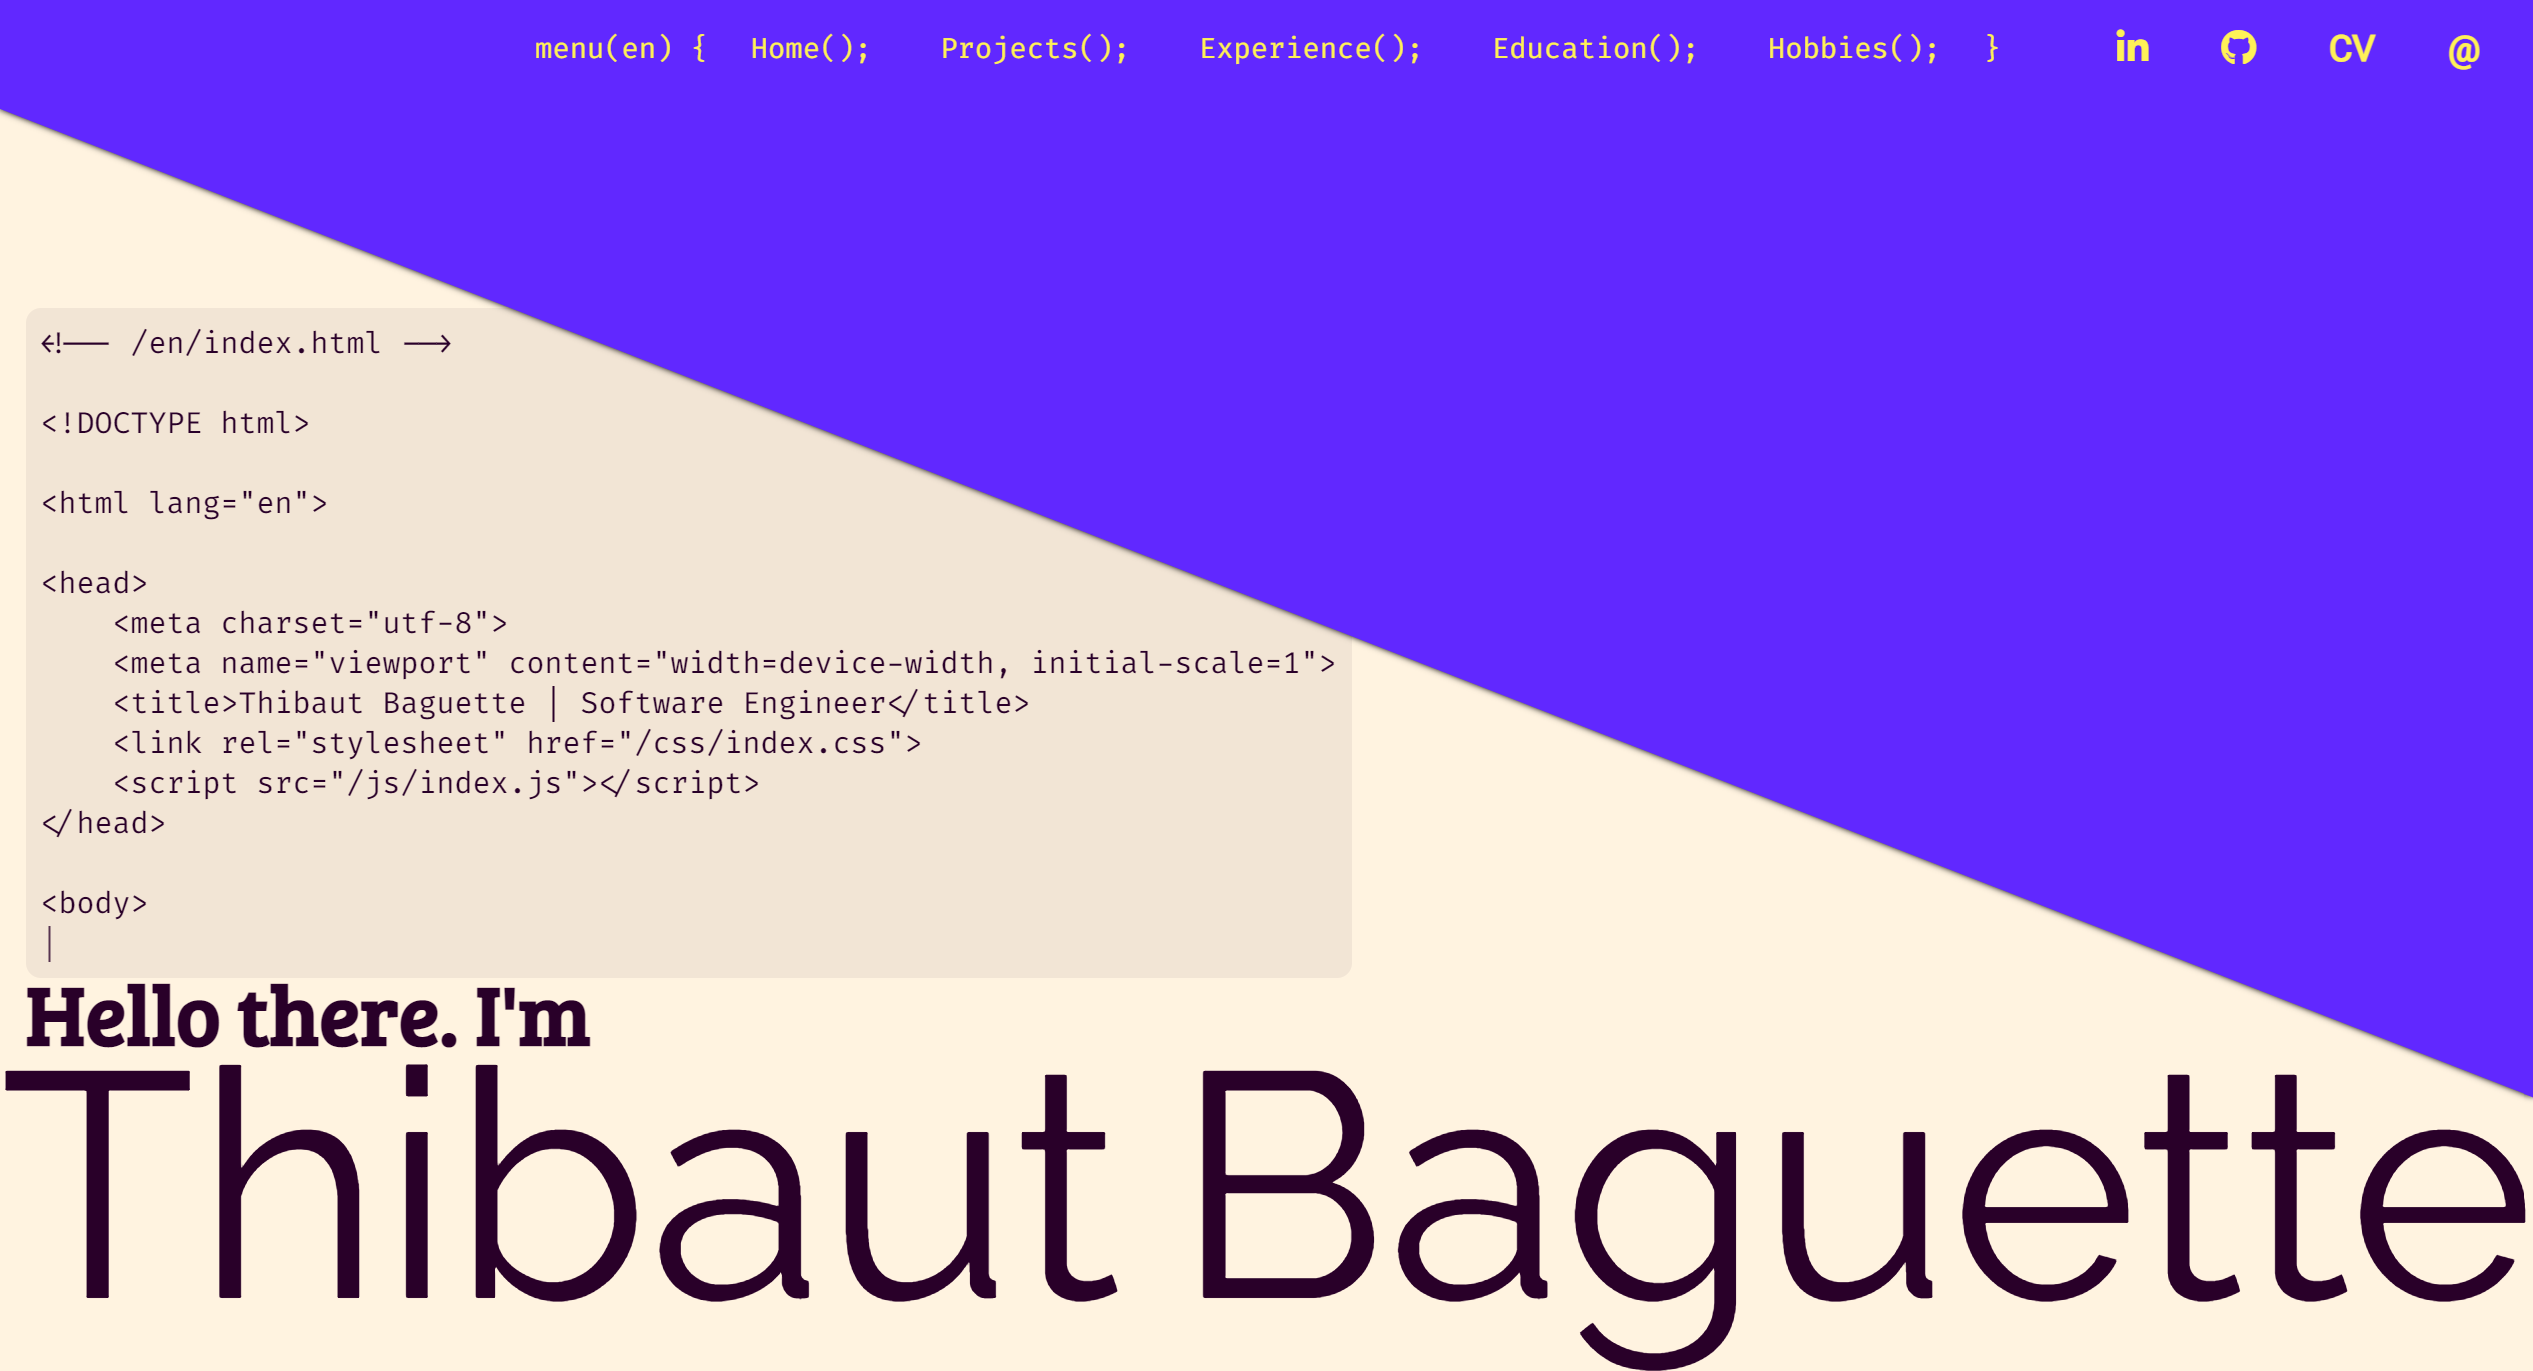 menu(en) { Home(); Projects(); Experience(); Education(); Hobbies(); } in CV @
<!-- /en/index.html -->
<!DOCTYPE html>
<html lang="en">
<head>
<meta charset="utf-8">
<meta name="viewport" content="width=device-width, initial-scale=1">
<title>Thibaut Baguette | Software Engineer</title>
<link rel="stylesheet" href="/css/index.css">
<script src="/js/index.js"></script>
</head>
<body>
Hello there. I'm
Thibaut Baguette